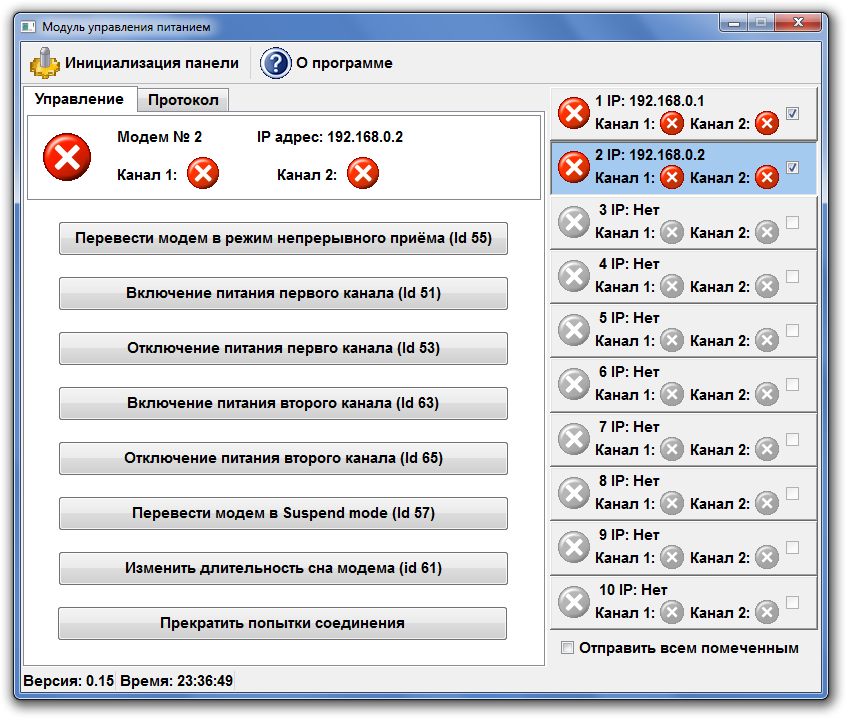 Модуль управления питанием
Инициализация панели О программе
Управление Протокол
Модем № 2 IP адрес: 192.168.0.2
Канал 1: Канал 2:
Перевести модем в режим непрерывного приёма (Id 55)
Включение питания первого канала (Id 51)
Отключение питания первго канала (Id 53)
Включение питания второго канала (Id 63)
Отключение питания второго канала (Id 65)
Перевести модем в Suspend mode (Id 57)
Изменить длительность сна модема (id 61)
Прекратить попытки соединения
1 IP: 192.168.0.1
Канал 1: Канал 2:
2 IP: 192.168.0.2
Канал 1: Канал 2:
3 IP: Нет
Канал 1: Канал 2:
4 IP: Нет
Канал 1: Канал 2:
5 IP: Нет
Канал 1: Канал 2:
6 IP: Нет
Канал 1: Канал 2:
7 IP: Нет
Канал 1: Канал 2:
8 IP: Нет
Канал 1: Канал 2:
9 IP: Нет
Канал 1: Канал 2:
10 IP: Нет
Канал 1: Канал 2:
Отправить всем помеченным
Версия: 0.15 Время: 23:36:49